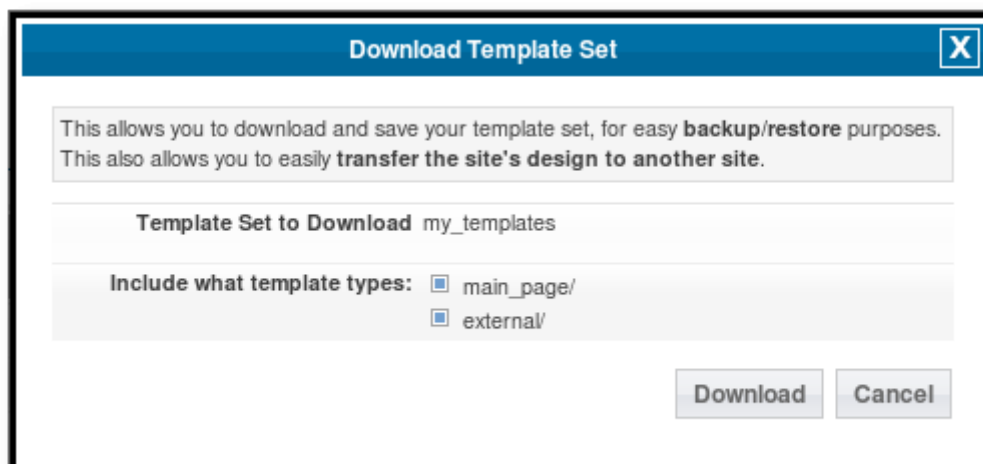 Download Template Set
X
This allows you to download and save your template set, for easy backup/restore purposes.
This also allows you to easily transfer the site's design to another site.
Template Set to Download my_templates
Include what template types: main_page/
external/
Download Cancel